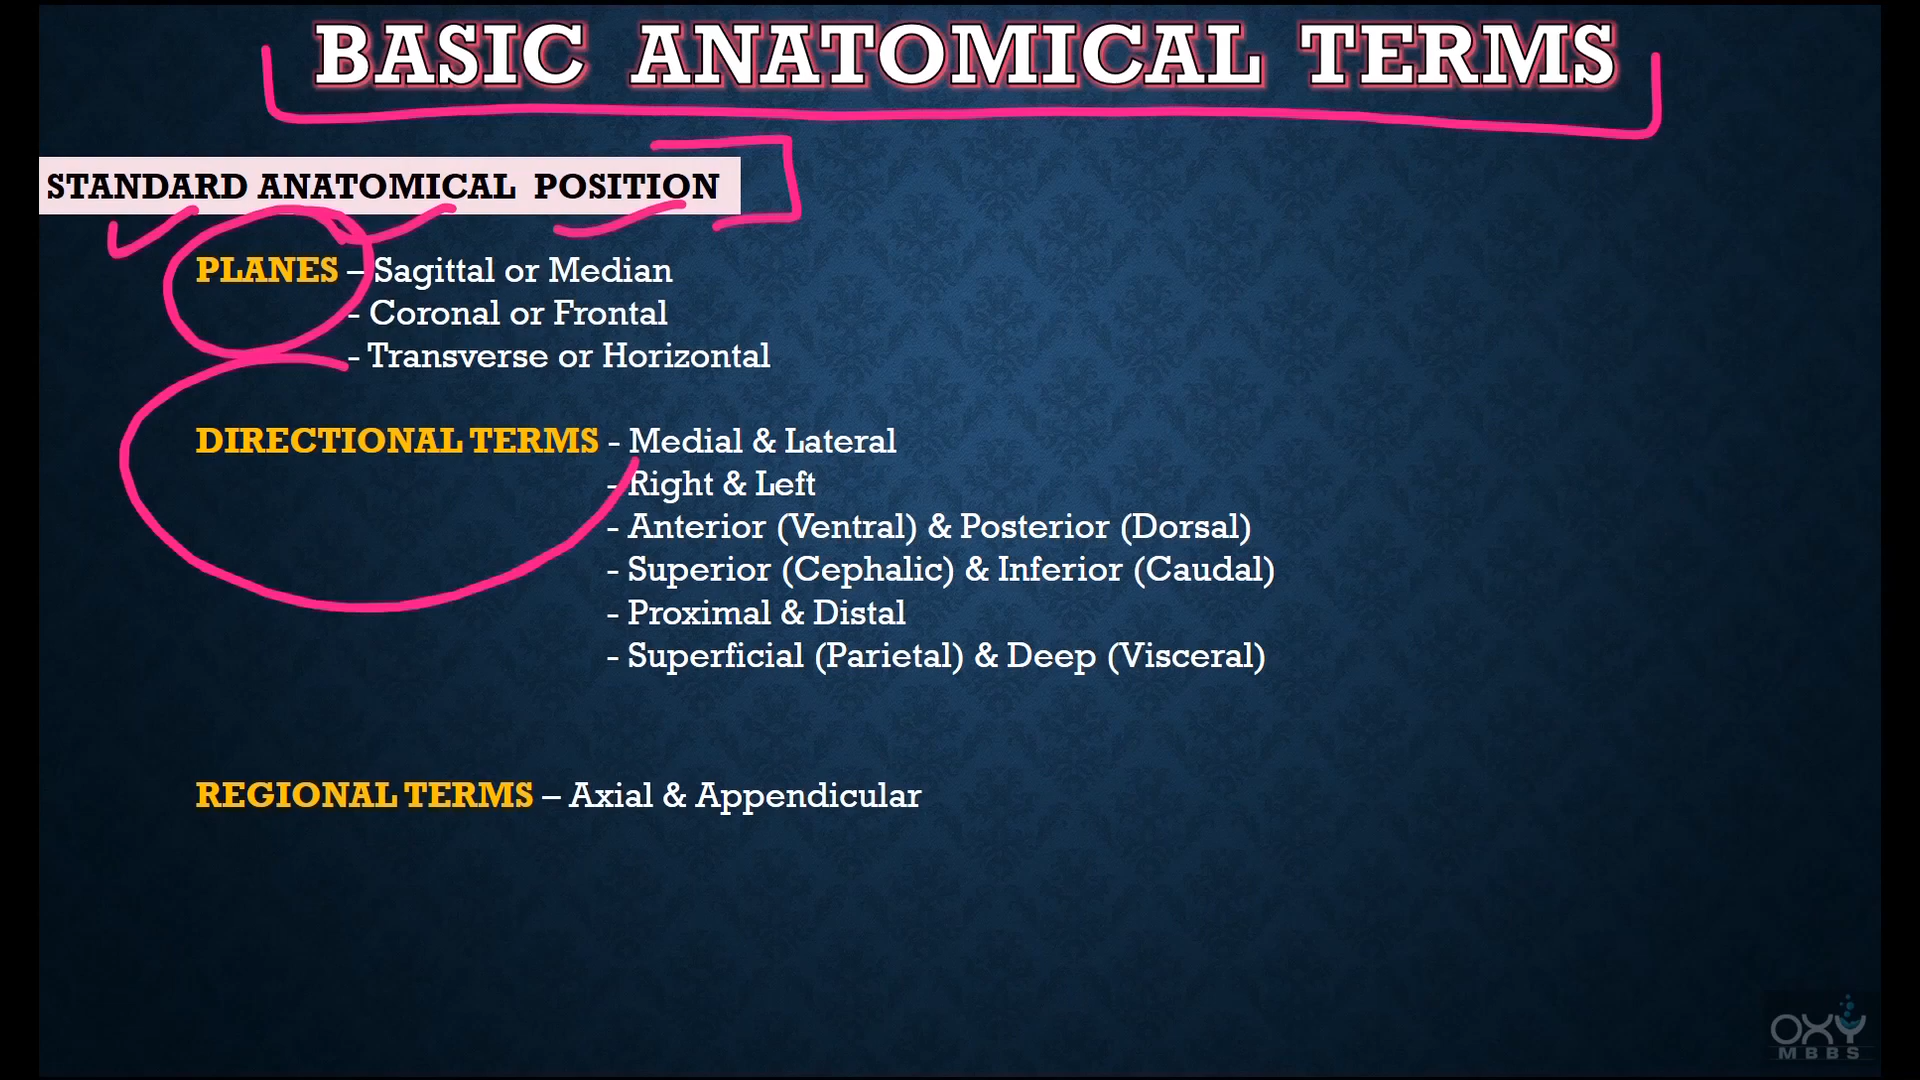 BASIC ANATOMICAL TERMS
STANDARD ANATOMICAL POSITION
PLANES – Sagittal or Median
- Coronal or Frontal
- Transverse or Horizontal
DIRECTIONAL TERMS - Medial & Lateral
- Right & Left
- Anterior (Ventral) & Posterior (Dorsal)
- Superior (Cephalic) & Inferior (Caudal)
- Proximal & Distal
- Superficial (Parietal) & Deep (Visceral)
REGIONAL TERMS – Axial & Appendicular
OXY
MBBS